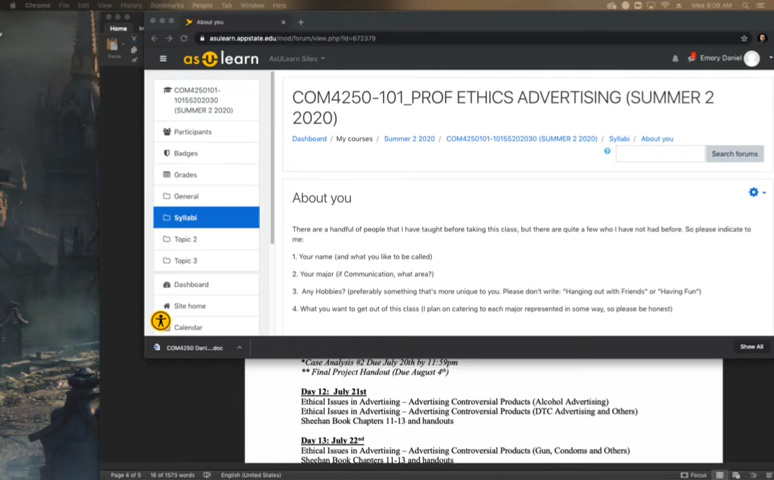 Chrome File Edit View History Bookmarks People Tab Window Help
Wed 9:09 AM
Home
Paste
About you
asulearn.appstate.edu/mod/forum/view.php?id=672379
asulearn
AsULearn Sites
Emory Daniel
COM4250101-
10155202030
(SUMMER 2 2020)
Participants
Badges
Grades
General
Syllabi
Topic 2
Topic 3
Dashboard
Site home
Calendar
COM4250-101_PROF ETHICS ADVERTISING (SUMMER 2
2020)
Dashboard / My courses / Summer 2 2020 / COM4250101-10155202030 (SUMMER 2 2020) / Syllabi / About you
Search forums
About you
There are a handful of people that I have taught before taking this class, but there are quite a few who I have not had before. So please indicate to
me:
1. Your name (and what you like to be called)
2. Your major (if Communication, what area?)
3. Any Hobbies? (preferably something that's more unique to you. Please don't write: "Hanging out with Friends" or "Having Fun")
4. What you want to get out of this class (I plan on catering to each major represented in some way, so please be honest)
COM4250 Dani....doc
Show All
*Case Analysis #2 Due July 20th by 11:59pm
** Final Project Handout (Due August 4th)
Day 12: July 21st
Ethical Issues in Advertising – Advertising Controversial Products (Alcohol Advertising)
Ethical Issues in Advertising – Advertising Controversial Products (DTC Advertising and Others)
Sheehan Book Chapters 11-13 and handouts
Day 13: July 22nd
Ethical Issues in Advertising – Advertising Controversial Products (Gun, Condoms and Others)
Sheehan Book Chapters 11-13 and handouts
Page 4 of 5 16 of 1573 words English (United States)
Focus